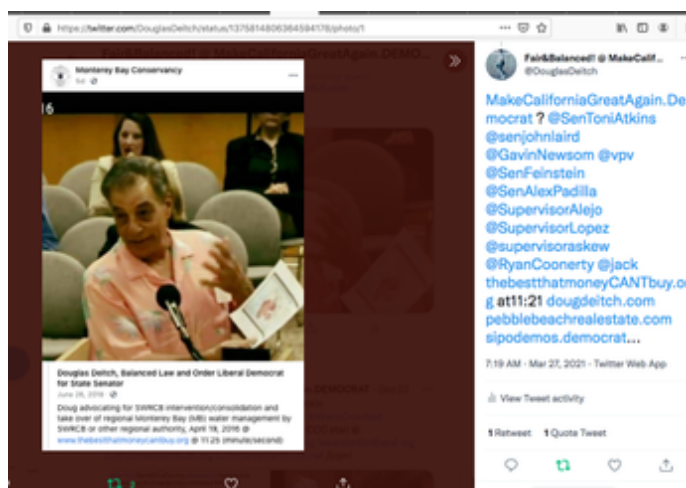 https://twitter.com/DouglasDeitch/status/1375814806364594178/photo/1
Monterey Bay Conservancy
16
Douglas Deitch, Balanced Law and Order Liberal Democrat
for State Senator
June 26, 2018
Doug advocating for SWRCB intervention/consolidation and
take over of regional Monterey Bay (MB) water management by
SWRCB or other regional authority, April 19, 2016 @
www.thebestthatmoneycantbuy.org @ 11:25 (minute/second)
2
Fair&Balanced! @ MakeCalif...
@DouglasDeitch
MakeCaliforniaGreatAgain.De
mocrat ? @SenToniAtkins
@senjohnlaird
@GavinNewsom @vpv
@SenFeinstein
@SenAlexPadilla
@SupervisorAlejo
@SupervisorLopez
@supervisoraskew
@RyanCoonerty @jack
thebestthatmoneyCANTbuy.or
g at11:21 dougdeitch.com
pebblebeachrealestate.com
sipodemos.democrat...
7:19 AM · Mar 27, 2021 · Twitter Web App
View Tweet activity
1 Retweet 1 Quote Tweet